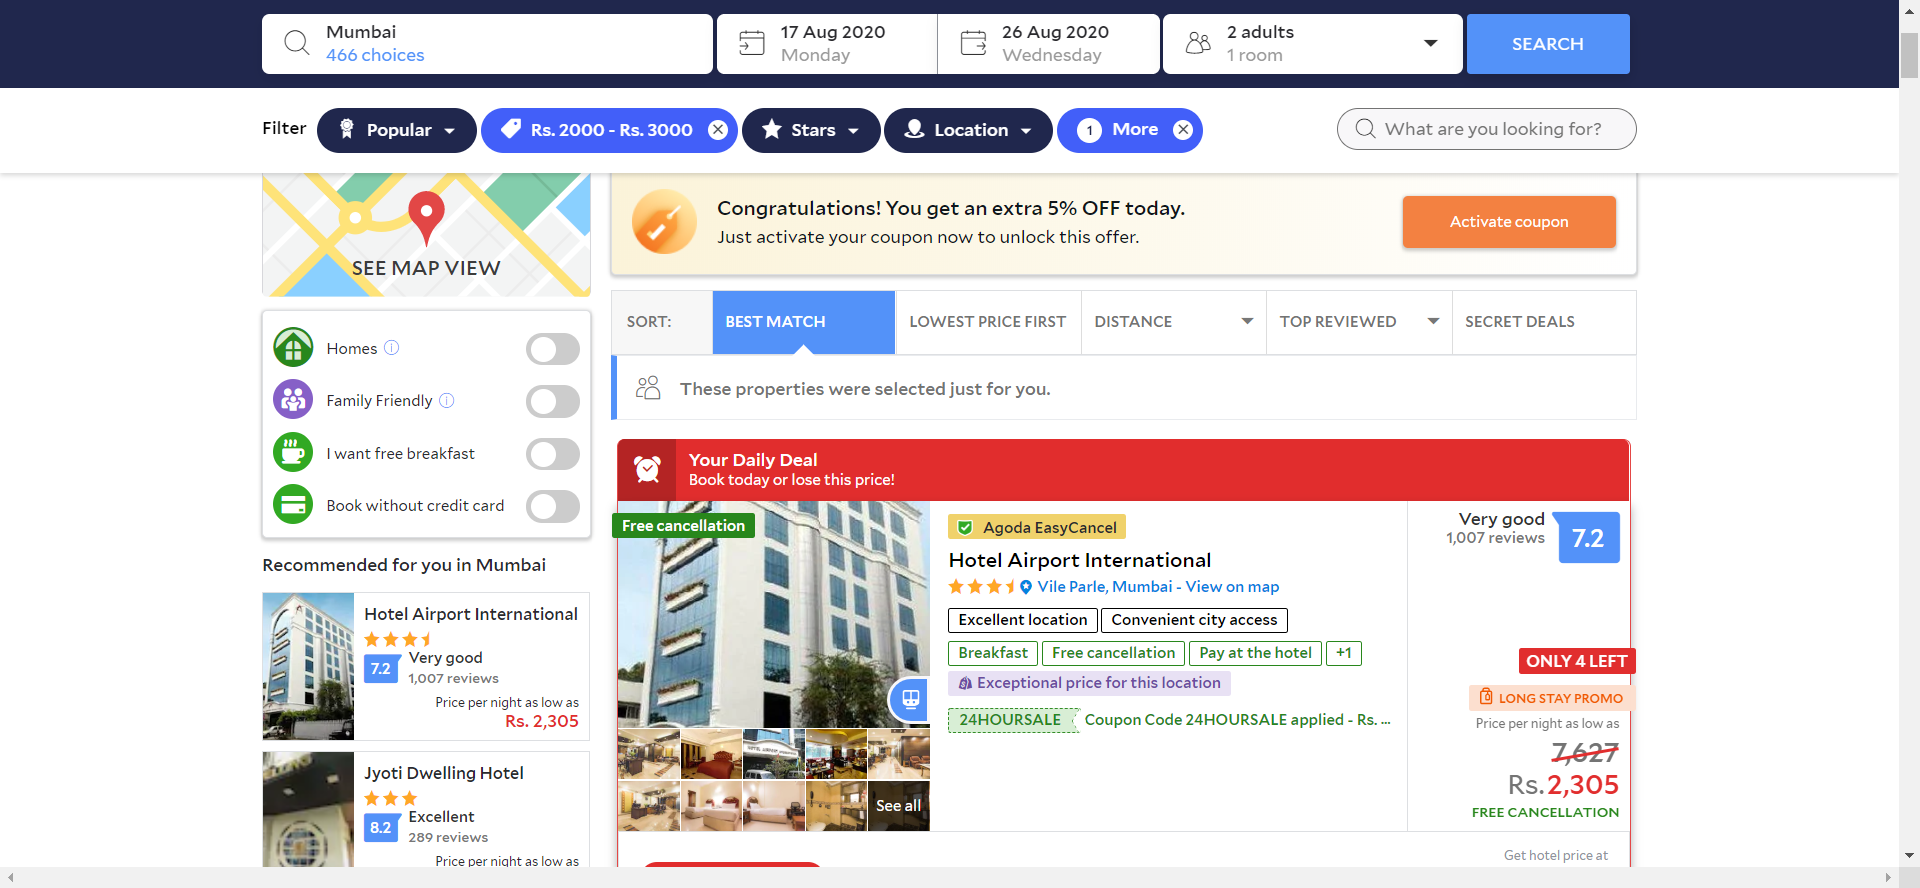 Mumbai
466 choices
17 Aug 2020
Monday
26 Aug 2020
Wednesday
2 adults
1 room
SEARCH
Filter
Popular
Rs. 2000 - Rs. 3000
Stars
Location
1 More
What are you looking for?
SEE MAP VIEW
Congratulations! You get an extra 5% OFF today.
Just activate your coupon now to unlock this offer.
Activate coupon
SORT:
BEST MATCH
LOWEST PRICE FIRST
DISTANCE
TOP REVIEWED
SECRET DEALS
These properties were selected just for you.
Homes
Family Friendly
I want free breakfast
Book without credit card
Recommended for you in Mumbai
Hotel Airport International
7.2
Very good
1,007 reviews
Price per night as low as
Rs. 2,305
Jyoti Dwelling Hotel
8.2
Excellent
289 reviews
Price per night as low as
Your Daily Deal
Book today or lose this price!
Free cancellation
See all
Agoda EasyCancel
Hotel Airport International
Vile Parle, Mumbai - View on map
Excellent location
Convenient city access
Breakfast
Free cancellation
Pay at the hotel
+1
Exceptional price for this location
24HOURSALE
Coupon Code 24HOURSALE applied - Rs. ...
Very good
1,007 reviews
7.2
ONLY 4 LEFT
LONG STAY PROMO
Price per night as low as
7,627
Rs. 2,305
FREE CANCELLATION
Get hotel price at